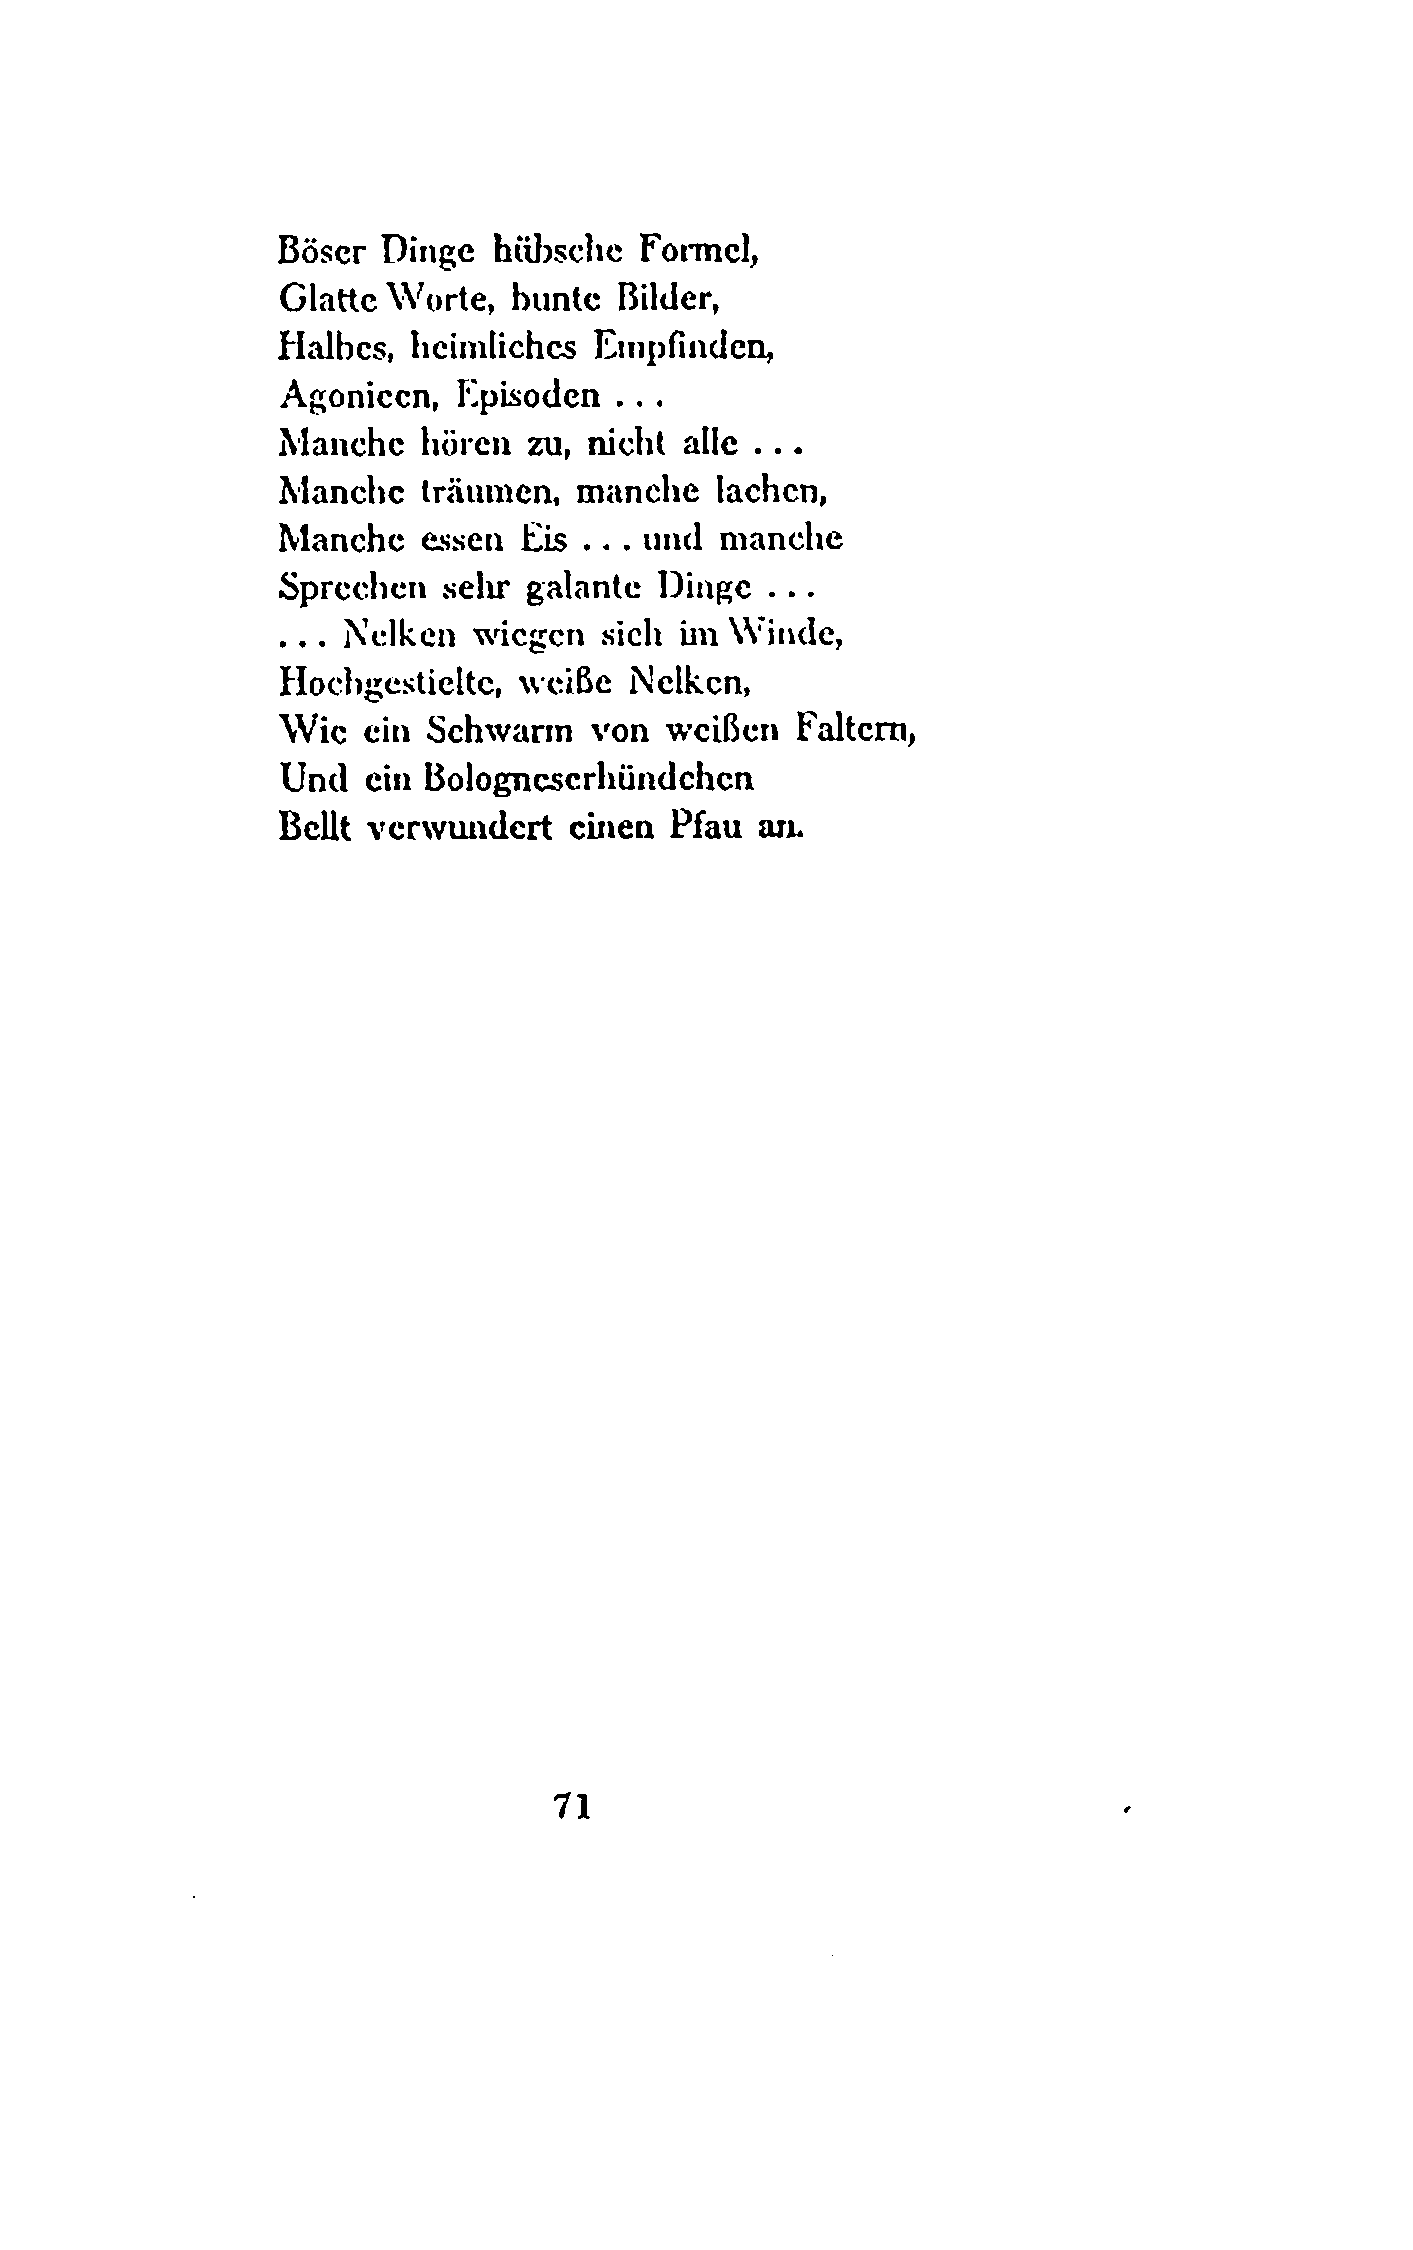 Böser Dinge hübsche Formel,
Glatte Worte, bunte Bilder,
Halbes, heimliches Empfinden,
Agonieen, Episoden . . .
Manche hören zu, nicht alle . . .
Manche träumen, manche lachen,
Manche essen Eis . . . und manche
Sprechen sehr galante Dinge . . .
. . . Nelken wiegen sich im Winde,
Hochgestielte, weiße Nelken,
Wie ein Schwarm von weißen Faltern,
Und ein Bologneserhündchen
Bellt verwundert einen Pfau an.
71